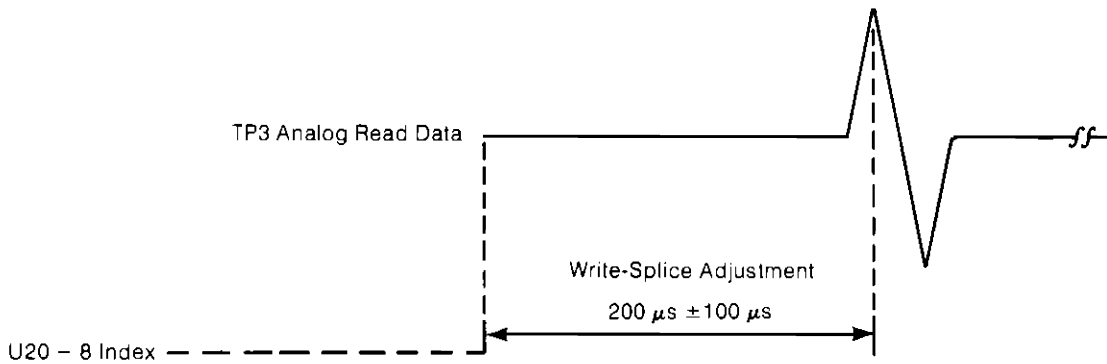 TP3 Analog Read Data
Write-Splice Adjustment
200 μs ±100 μs
U20 – 8 Index